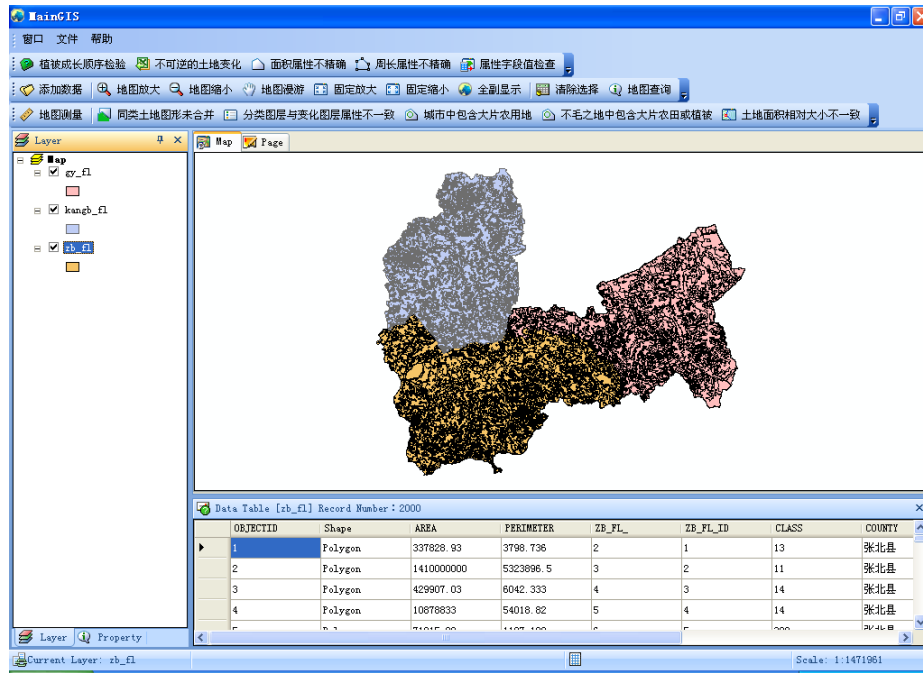 MainGIS
窗口 文件 帮助
植被成长顺序检验 不可逆的土地变化 面积属性不精确 周长属性不精确 属性字段值检查
添加数据 地图放大 地图缩小 地图漫游 固定放大 固定缩小 全副显示 清除选择 地图查询
地图测量 同类土地图形未合并 分类图层与变化图层属性不一致 城市中包含大片农用地 不毛之地中包含大片农田或植被 土地面积相对大小不一致
Layer
Map Page
Map
gy_fl
kangb_fl
zb_fl
Data Table [zb_fl] Record Number：2000
OBJECTID Shape AREA PERIMETER ZB_FL_ ZB_FL_ID CLASS COUNTY
1 Polygon 337828.93 3798.736 2 1 13 张北县
2 Polygon 1410000000 5323896.5 3 2 11 张北县
3 Polygon 429907.03 6042.333 4 3 14 张北县
4 Polygon 10878833 54018.82 5 4 14 张北县
Layer Property
Current Layer: zb_fl
Scale: 1:1471961